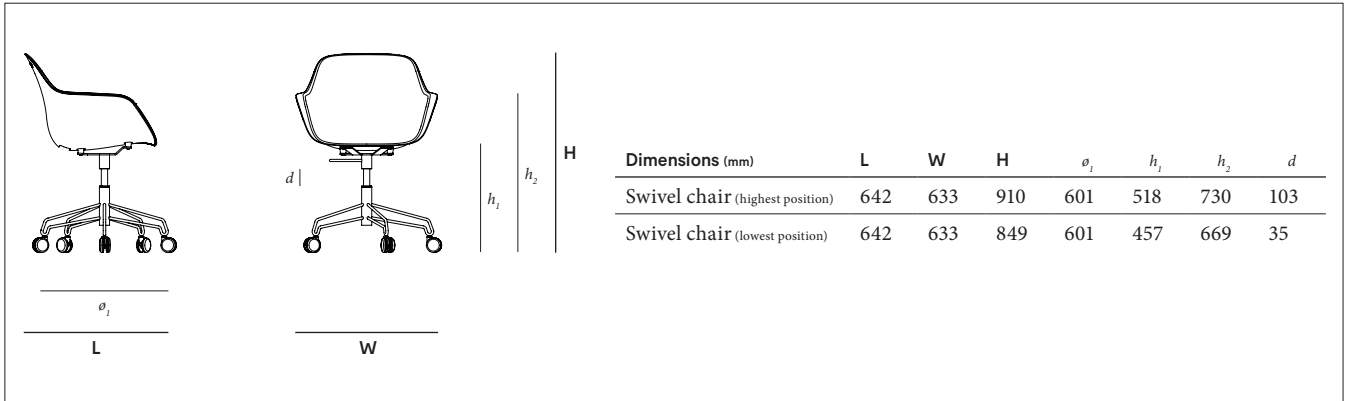 d
h₁
h₂
H
ø₁
L
W
Dimensions (mm) L W H ø₁ h₁ h₂ d
Swivel chair (highest position) 642 633 910 601 518 730 103
Swivel chair (lowest position) 642 633 849 601 457 669 35